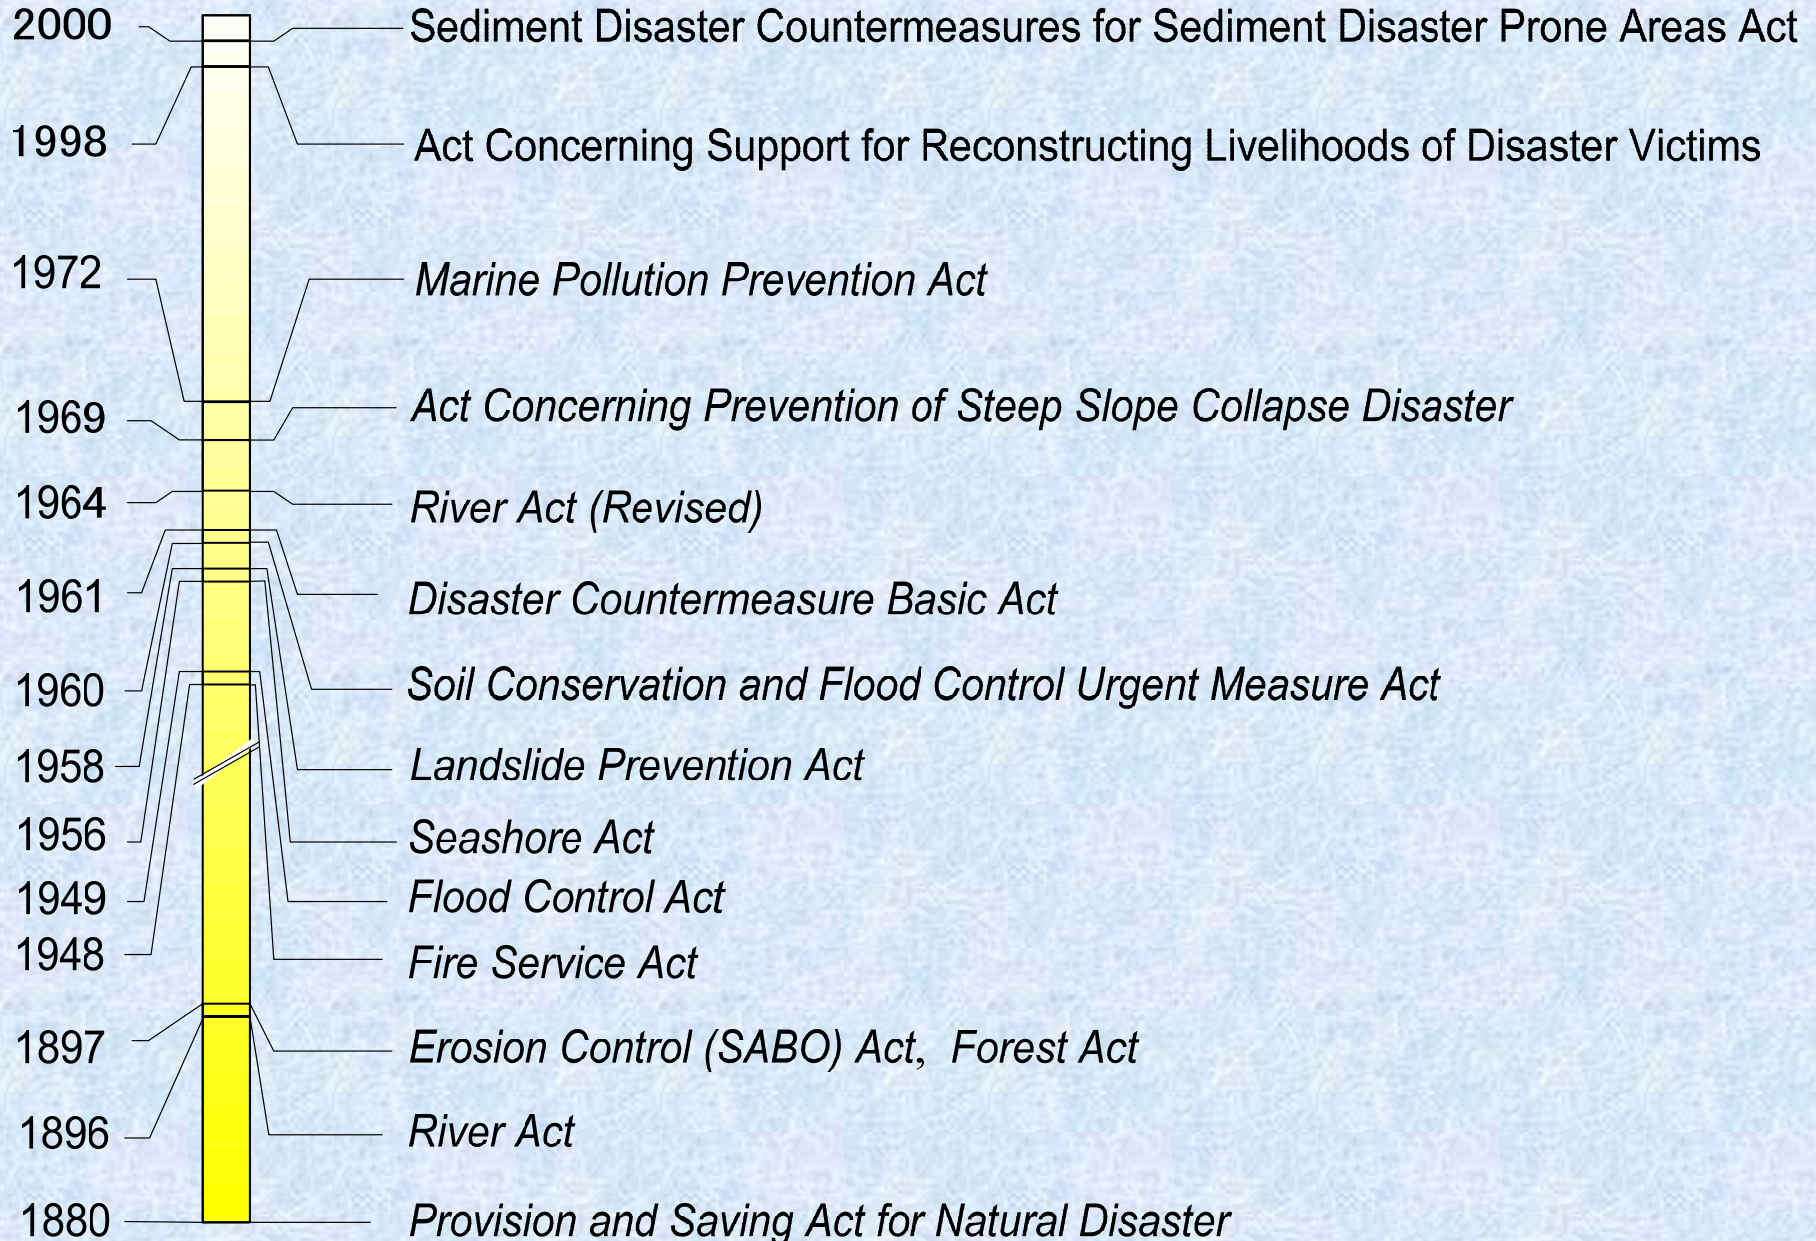 2000 Sediment Disaster Countermeasures for Sediment Disaster Prone Areas Act
1998 Act Concerning Support for Reconstructing Livelihoods of Disaster Victims
1972 Marine Pollution Prevention Act
1969 Act Concerning Prevention of Steep Slope Collapse Disaster
1964 River Act (Revised)
1961 Disaster Countermeasure Basic Act
1960 Soil Conservation and Flood Control Urgent Measure Act
1958 Landslide Prevention Act
1956 Seashore Act
1949 Flood Control Act
1948 Fire Service Act
1897 Erosion Control (SABO) Act, Forest Act
1896 River Act
1880 Provision and Saving Act for Natural Disaster